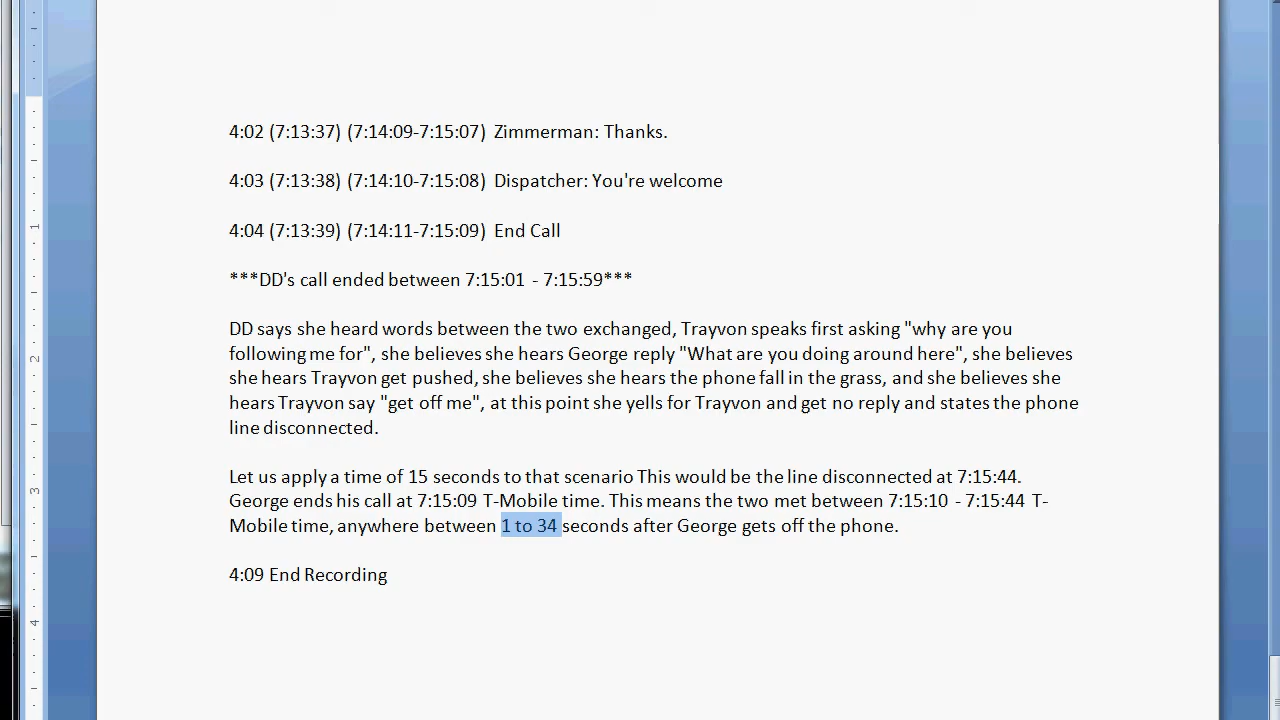 4:02 (7:13:37) (7:14:09-7:15:07) Zimmerman: Thanks.
4:03 (7:13:38) (7:14:10-7:15:08) Dispatcher: You're welcome
4:04 (7:13:39) (7:14:11-7:15:09) End Call
***DD's call ended between 7:15:01 - 7:15:59***
DD says she heard words between the two exchanged, Trayvon speaks first asking "why are you
following me for", she believes she hears George reply "What are you doing around here", she believes
she hears Trayvon get pushed, she believes she hears the phone fall in the grass, and she believes she
hears Trayvon say "get off me", at this point she yells for Trayvon and get no reply and states the phone
line disconnected.
Let us apply a time of 15 seconds to that scenario This would be the line disconnected at 7:15:44.
George ends his call at 7:15:09 T-Mobile time. This means the two met between 7:15:10 - 7:15:44 T-
Mobile time, anywhere between 1 to 34 seconds after George gets off the phone.
4:09 End Recording
1
2
3
4